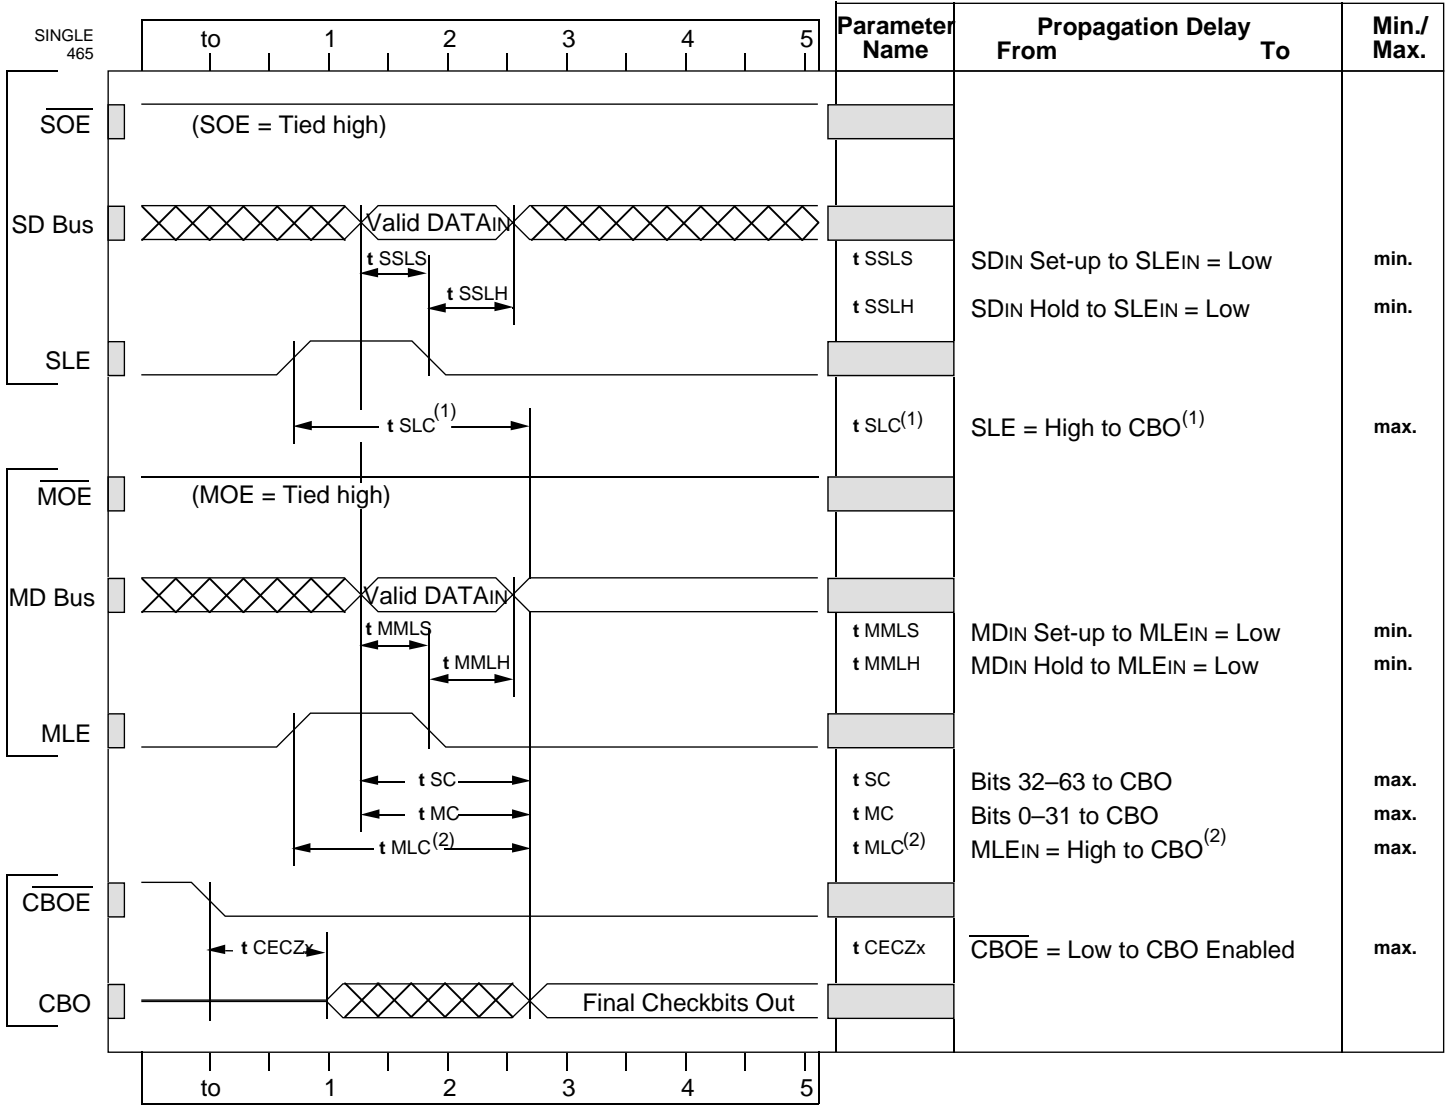 SINGLE
465
to 1 2 3 4 5
Parameter Name
Propagation Delay
From To
Min./
Max.
SOE (SOE = Tied high)
SD Bus Valid DATAIN
t SSLS t SSLS SDIN Set-up to SLEIN = Low min.
t SSLH t SSLH SDIN Hold to SLEIN = Low min.
SLE
t SLC(1) t SLC(1) SLE = High to CBO(1) max.
MOE (MOE = Tied high)
MD Bus Valid DATAIN
t MMLS t MMLS MDIN Set-up to MLEIN = Low min.
t MMLH t MMLH MDIN Hold to MLEIN = Low min.
MLE
t SC t SC Bits 32–63 to CBO max.
t MC t MC Bits 0–31 to CBO max.
t MLC(2) t MLC(2) MLEIN = High to CBO(2) max.
CBOE
t CECZx t CECZx CBOE = Low to CBO Enabled max.
CBO Final Checkbits Out
to 1 2 3 4 5